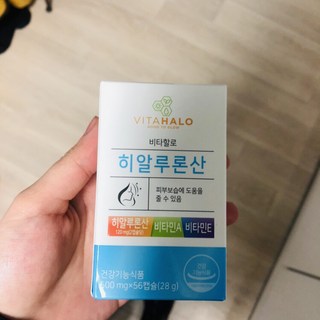 VITAHALO
비타할로
히알루론산
피부보습에 도움을
줄 수 있음
히알루론산 비타민A 비타민E
건강기능식품
500 mg×56캡슐(28 g)